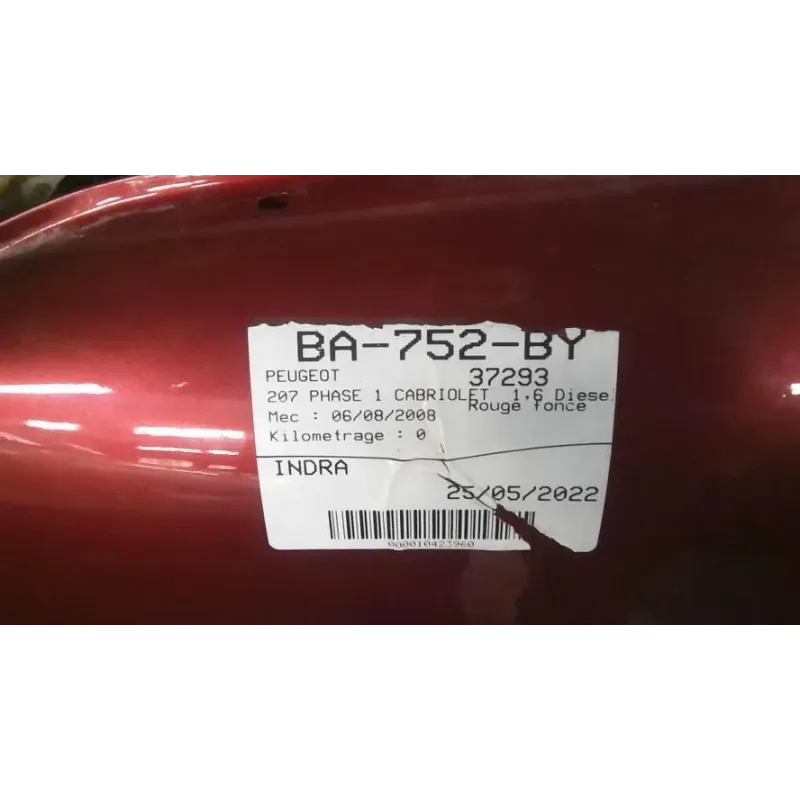 BA-752-BY
PEUGEOT 37293
207 PHASE 1 CABRIOLET 1.6 Diesel
Rouge fonce
Mec : 06/08/2008
Kilometrage : 0
INDRA
25/05/2022
000010423960